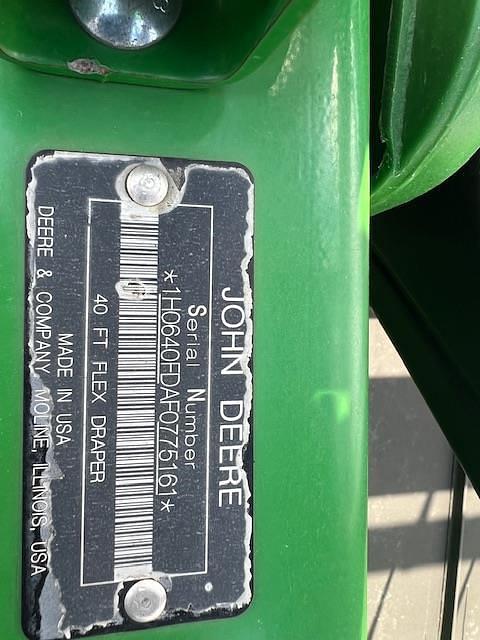 JOHN DEERE
Serial Number
*1H0640FDAF0775161*
40 FT FLEX DRAPER
MADE IN USA
DEERE & COMPANY MOLINE, ILLINOIS, USA